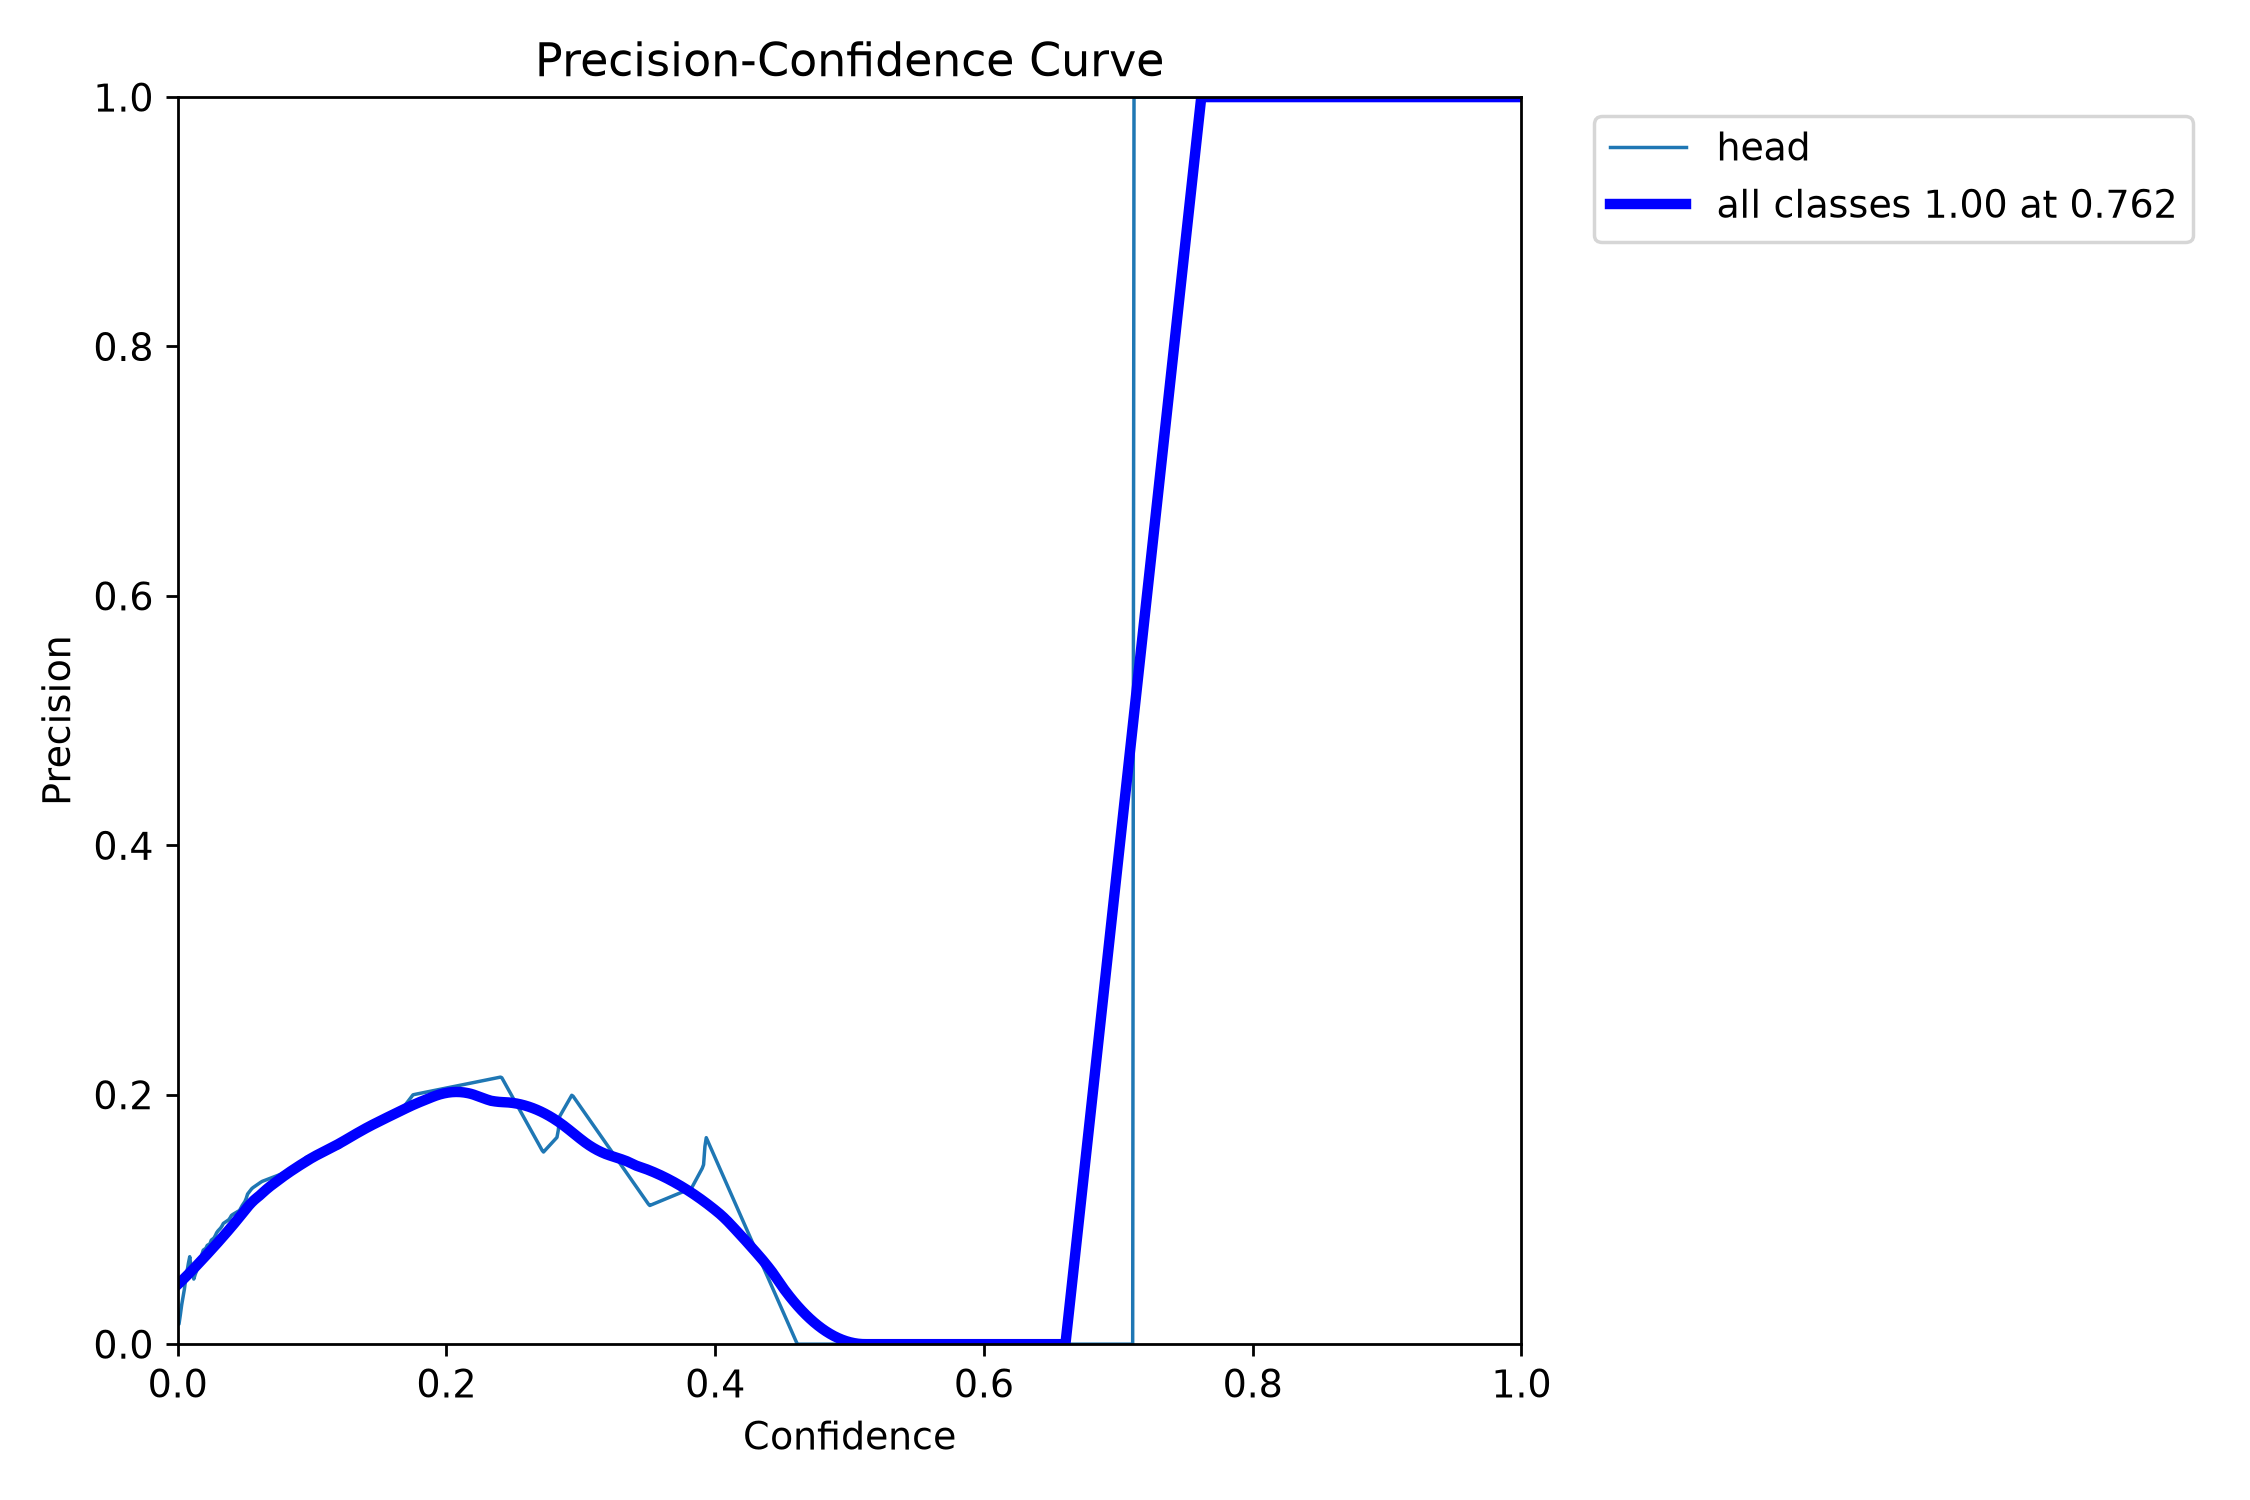 Precision-Confidence Curve
1.0
0.8
0.6
0.4
0.2
0.0
Precision
0.0 0.2 0.4 0.6 0.8 1.0
Confidence
head
all classes 1.00 at 0.762